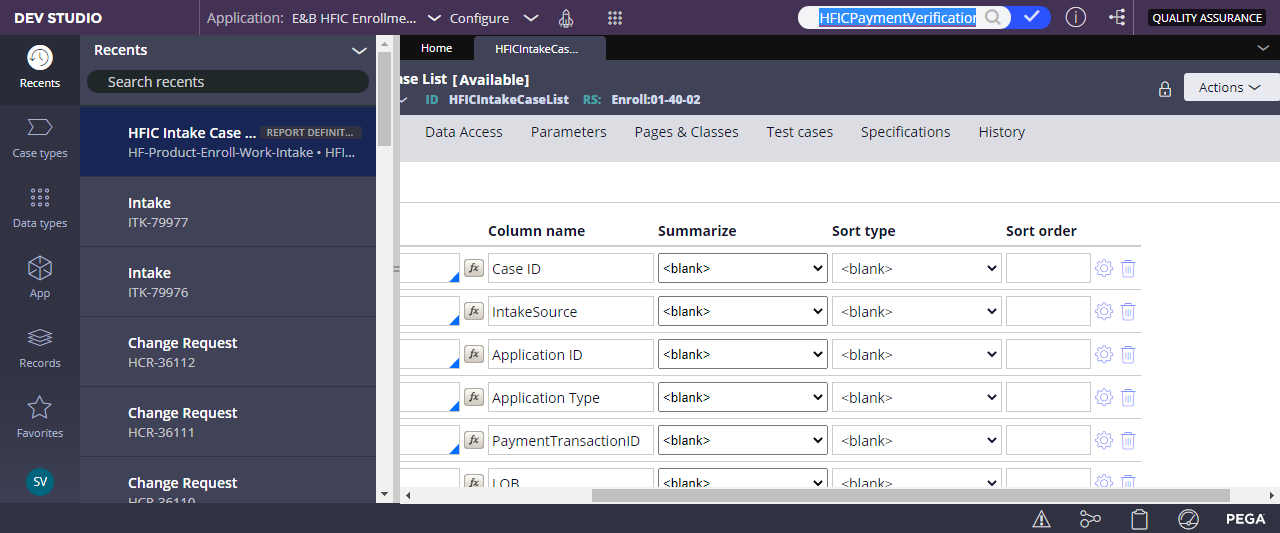 DEV STUDIO
Application: E&B HFIC Enrollme...
Configure
HFICPaymentVerification
QUALITY ASSURANCE
Recents
Case types
Data types
App
Records
Favorites
SV
Recents
Search recents
HFIC Intake Case ... REPORT DEFINIT...
HF-Product-Enroll-Work-Intake • HFI...
Intake
ITK-79977
Intake
ITK-79976
Change Request
HCR-36112
Change Request
HCR-36111
Change Request
HCR-36110
Home
HFICIntakeCas...
ase List [Available]
ID HFICIntakeCaseList RS: Enroll:01-40-02
Actions
Data Access Parameters Pages & Classes Test cases Specifications History
Column name Summarize Sort type Sort order
fx Case ID <blank> <blank>
fx IntakeSource <blank> <blank>
fx Application ID <blank> <blank>
fx Application Type <blank> <blank>
fx PaymentTransactionID <blank> <blank>
fx LOB <blank> <blank>
PEGA